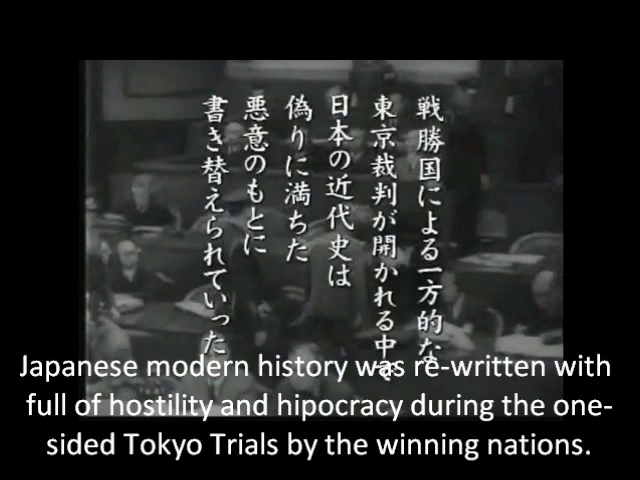 戦勝国による一方的な
東京裁判が開かれる中で
日本の近代史は
偽りに満ちた
悪意のもとに
書き替えられていった
Japanese modern history was re-written with
full of hostility and hipocracy during the one-
sided Tokyo Trials by the winning nations.